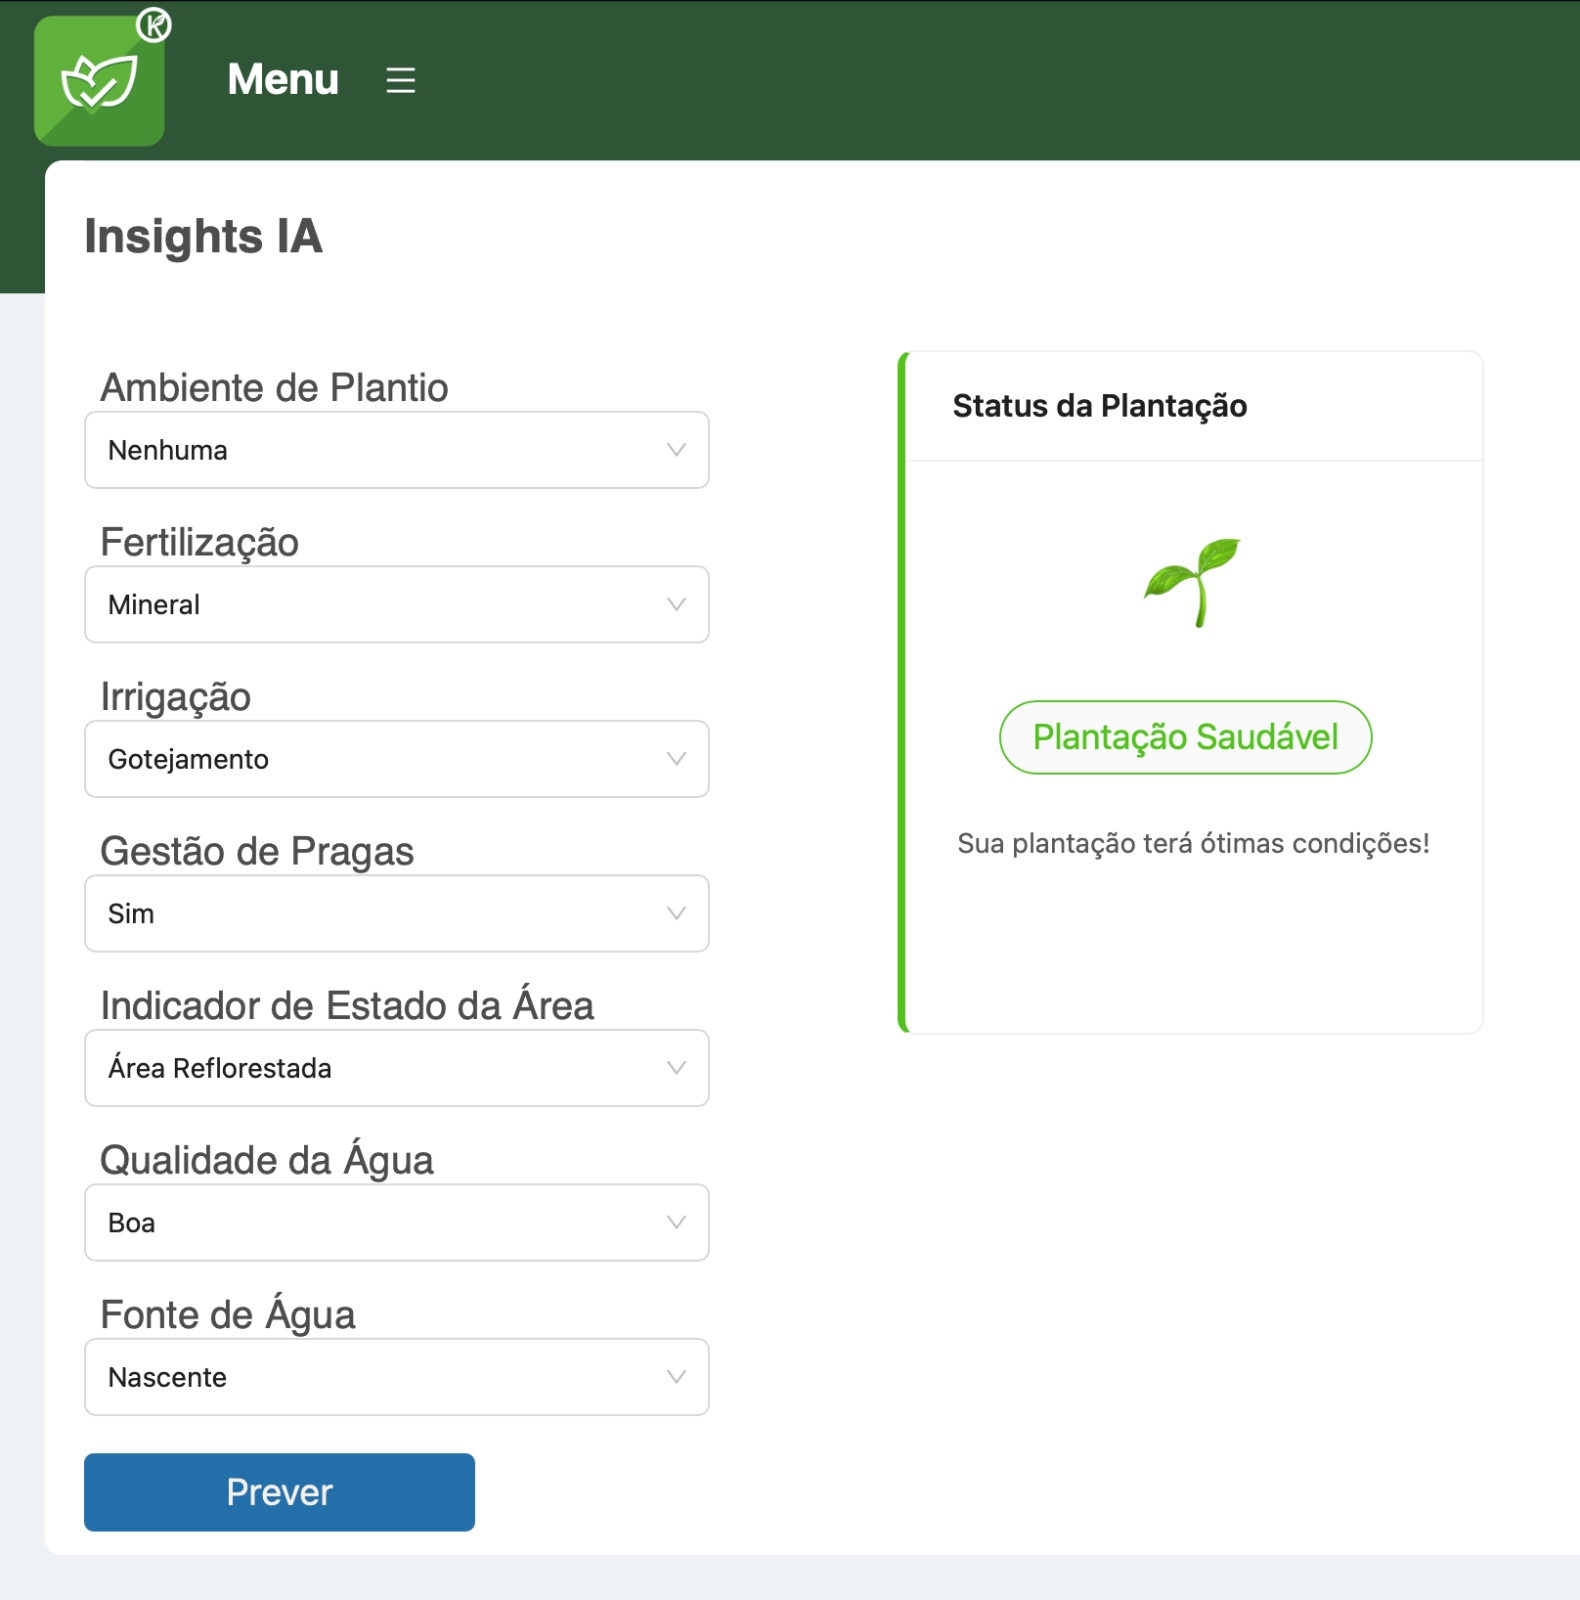 K
Menu
Insights IA
Ambiente de Plantio
Nenhuma
Fertilização
Mineral
Irrigação
Gotejamento
Gestão de Pragas
Sim
Indicador de Estado da Área
Área Reflorestada
Qualidade da Água
Boa
Fonte de Água
Nascente
Prever
Status da Plantação
Plantação Saudável
Sua plantação terá ótimas condições!